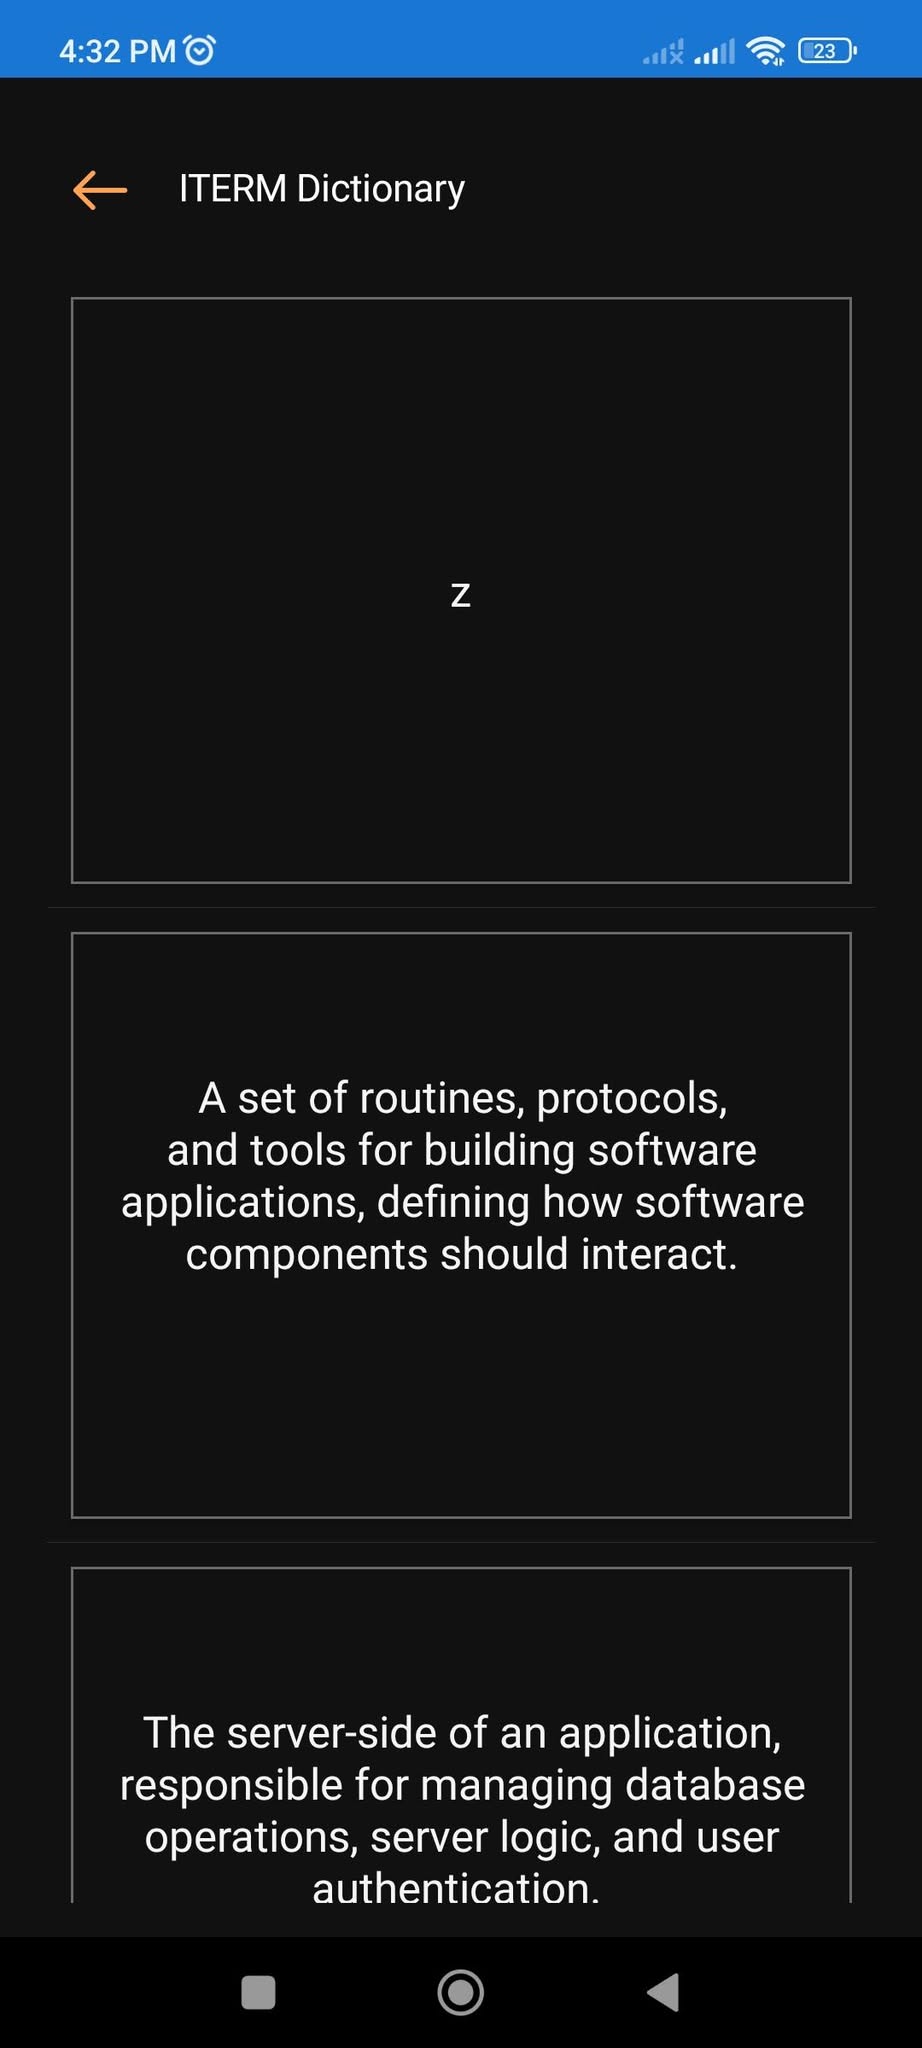 4:32 PM
23
ITERM Dictionary
z
A set of routines, protocols,
and tools for building software
applications, defining how software
components should interact.
The server-side of an application,
responsible for managing database
operations, server logic, and user
authentication.